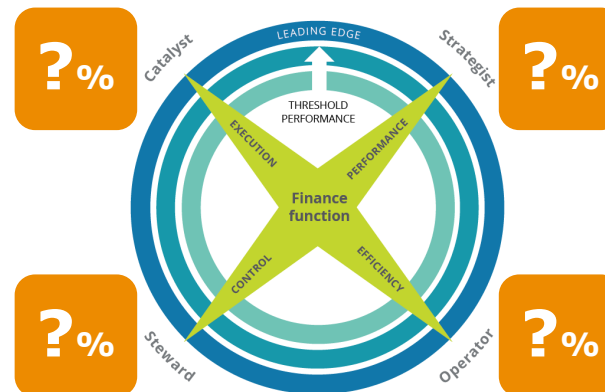 ?%
?%
LEADING EDGE
Catalyst
Strategist
THRESHOLD
PERFORMANCE
EXECUTION
PERFORMANCE
Finance
function
CONTROL
EFFICIENCY
?%
?%
Steward
Operator